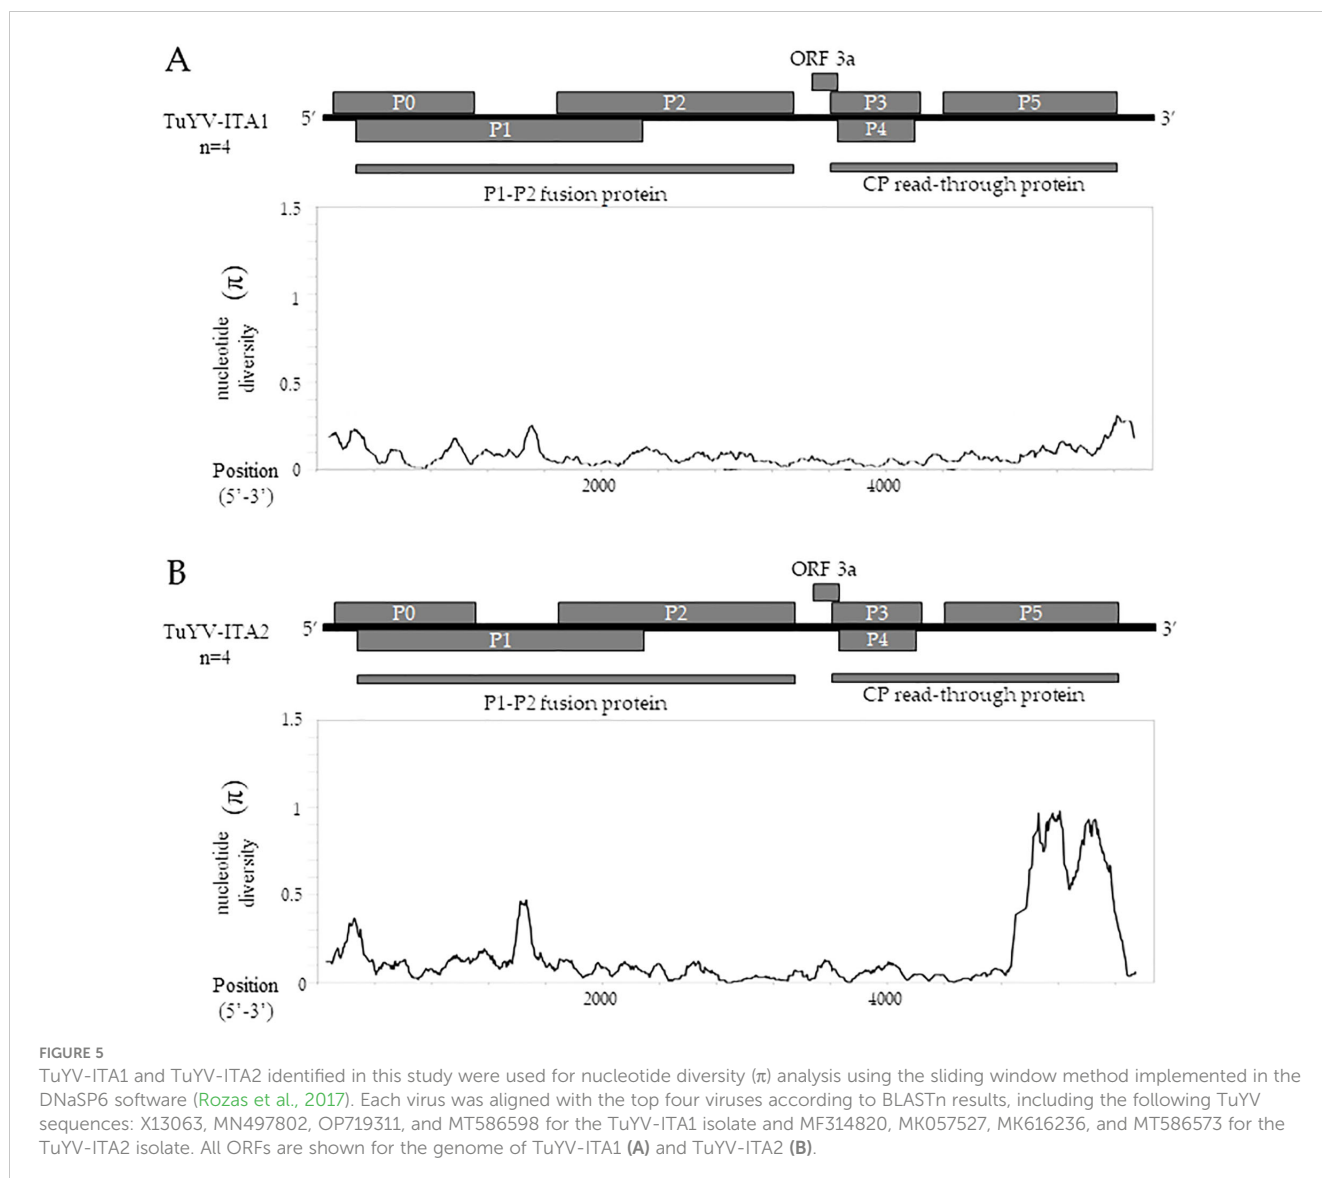 A
ORF 3a
P0
P2
P3
P5
TuYV-ITA1
n=4
5′
3′
P1
P4
P1-P2 fusion protein
CP read-through protein
1.5
1
0.5
0
nucleotide diversity (π)
Position
(5'-3')
2000
4000
B
ORF 3a
P0
P2
P3
P5
TuYV-ITA2
n=4
5′
3′
P1
P4
P1-P2 fusion protein
CP read-through protein
1.5
1
0.5
0
nucleotide diversity (π)
Position
(5'-3')
2000
4000
FIGURE 5
TuYV-ITA1 and TuYV-ITA2 identified in this study were used for nucleotide diversity (π) analysis using the sliding window method implemented in the
DNaSP6 software (Rozas et al., 2017). Each virus was aligned with the top four viruses according to BLASTn results, including the following TuYV
sequences: X13063, MN497802, OP719311, and MT586598 for the TuYV-ITA1 isolate and MF314820, MK057527, MK616236, and MT586573 for the
TuYV-ITA2 isolate. All ORFs are shown for the genome of TuYV-ITA1 (A) and TuYV-ITA2 (B).